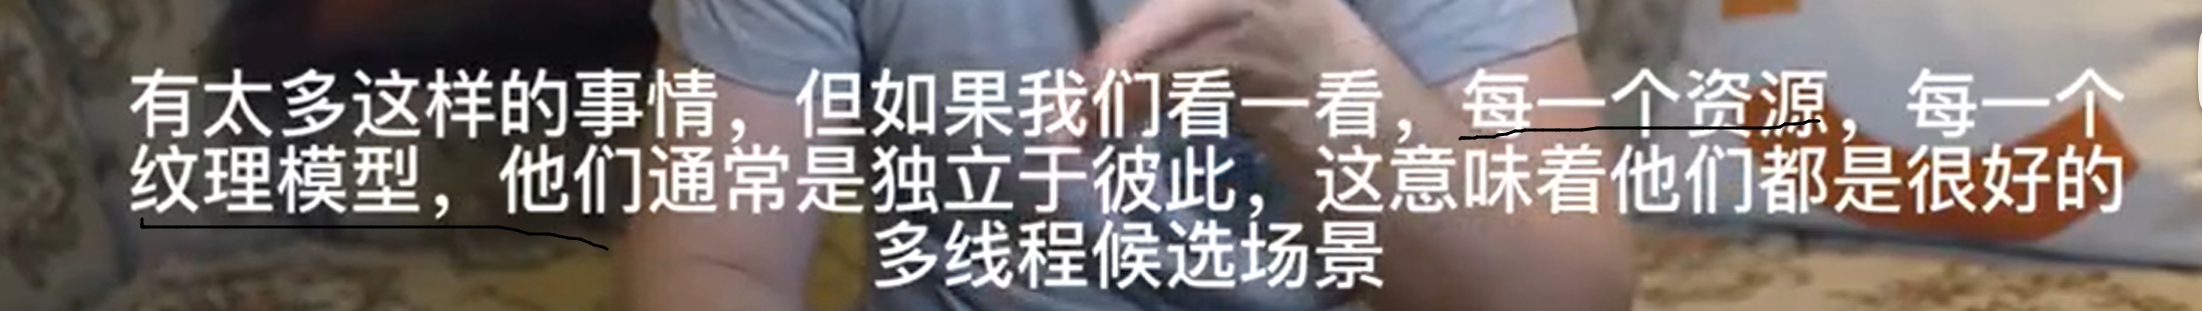 有太多这样的事情，但如果我们看一看，每一个资源，每一个
纹理模型，他们通常是独立于彼此，这意味着他们都是很好的
多线程候选场景